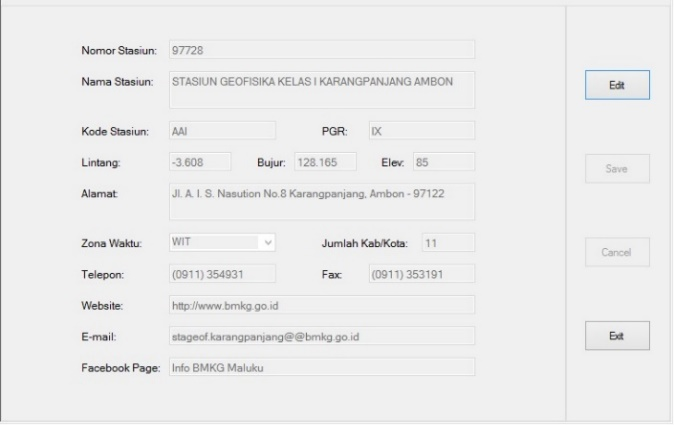 Nomor Stasiun: 97728
Nama Stasiun: STASIUN GEOFISIKA KELAS I KARANGPANJANG AMBON
Edit
Kode Stasiun: AAI PGR: IX
Lintang: -3.608 Bujur: 128.165 Elev: 85
Save
Alamat: Jl. A. I. S. Nasution No.8 Karangpanjang, Ambon - 97122
Zona Waktu: WIT Jumlah Kab/Kota: 11
Cancel
Telepon: (0911) 354931 Fax: (0911) 353191
Website: http://www.bmkg.go.id
E-mail: stageof.karangpanjang@@bmkg.go.id
Exit
Facebook Page: Info BMKG Maluku